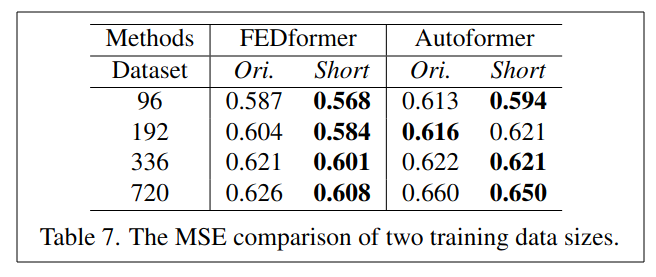 Methods FEDformer Autoformer
Dataset Ori. Short Ori. Short
96 0.587 0.568 0.613 0.594
192 0.604 0.584 0.616 0.621
336 0.621 0.601 0.622 0.621
720 0.626 0.608 0.660 0.650
Table 7. The MSE comparison of two training data sizes.